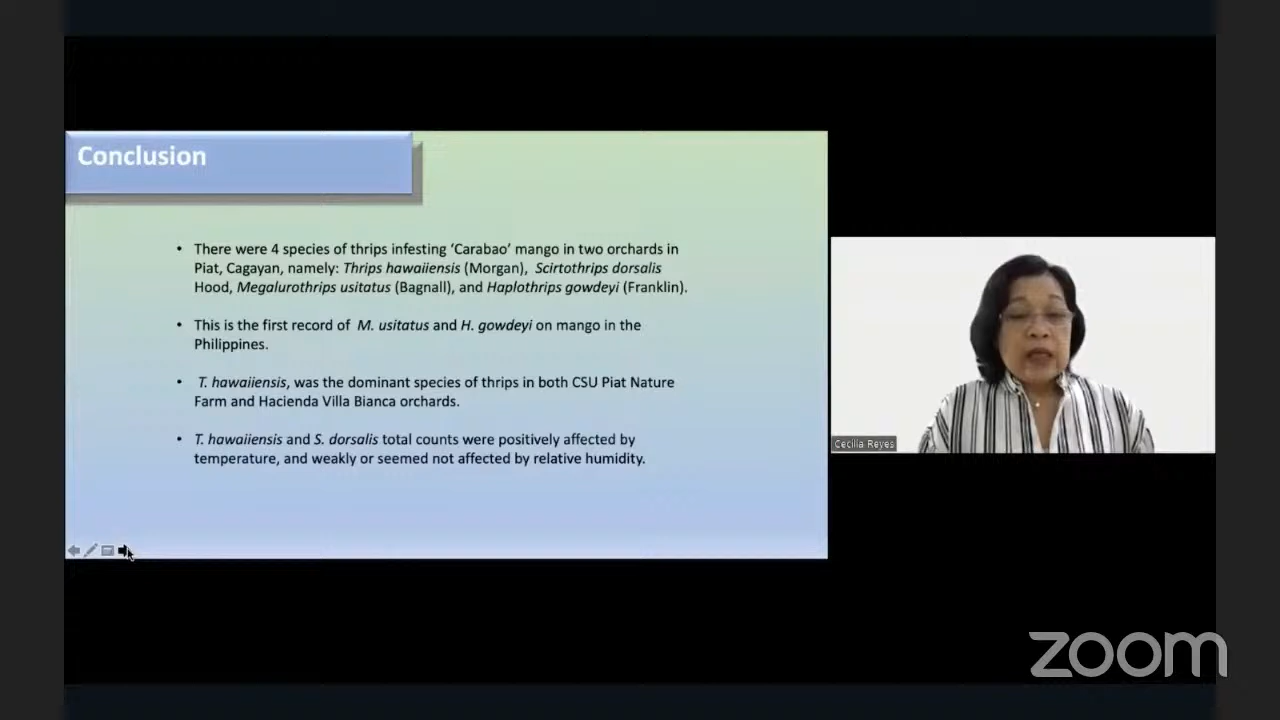 Conclusion
• There were 4 species of thrips infesting ‘Carabao’ mango in two orchards in
Piat, Cagayan, namely: Thrips hawaiiensis (Morgan), Scirtothrips dorsalis
Hood, Megalurothrips usitatus (Bagnall), and Haplothrips gowdeyi (Franklin).
• This is the first record of M. usitatus and H. gowdeyi on mango in the
Philippines.
• T. hawaiiensis, was the dominant species of thrips in both CSU Piat Nature
Farm and Hacienda Villa Bianca orchards.
• T. hawaiiensis and S. dorsalis total counts were positively affected by
temperature, and weakly or seemed not affected by relative humidity.
Cecilia Reyes
zoom